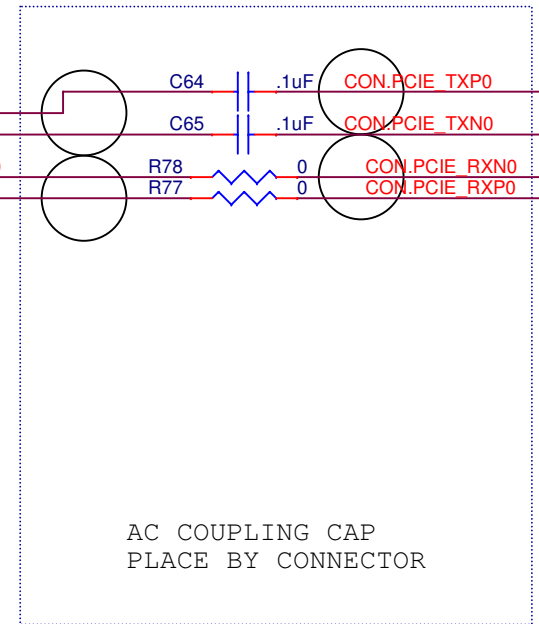 C64 .1uF CON.PCIE_TXP0
C65 .1uF CON.PCIE_TXN0
R78 0 CON.PCIE_RXN0
R77 0 CON.PCIE_RXP0
AC COUPLING CAP
PLACE BY CONNECTOR